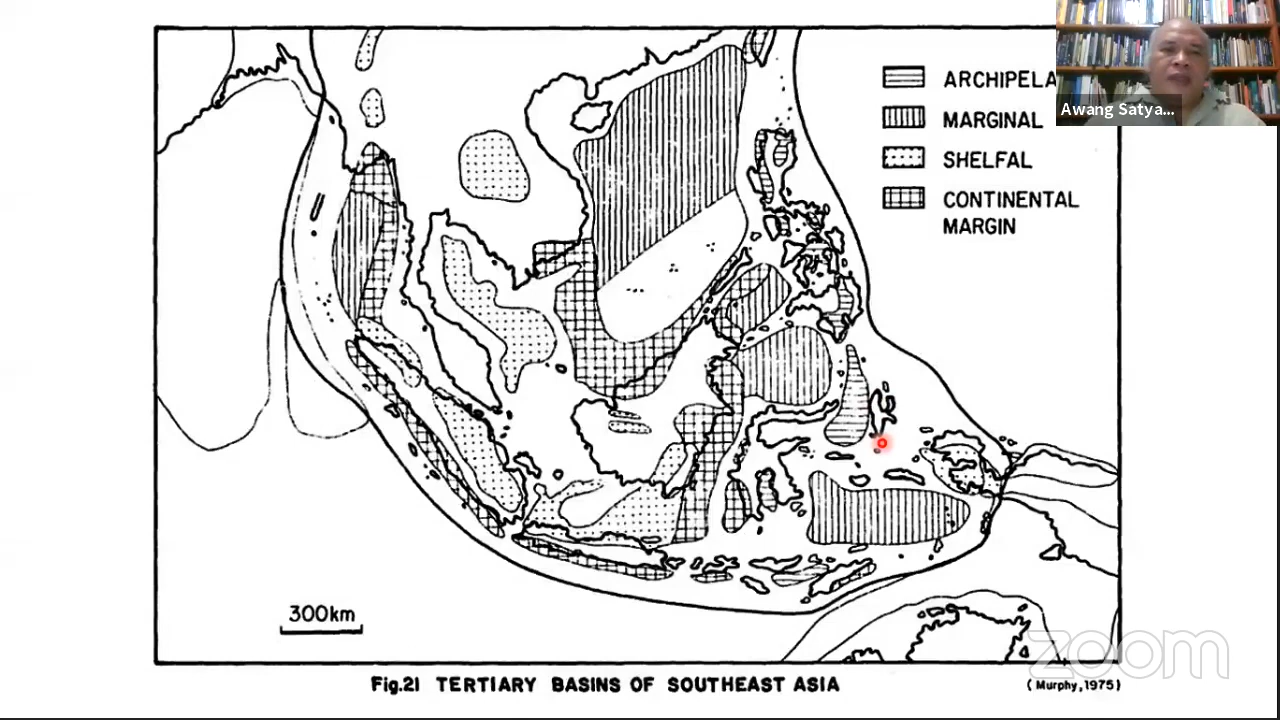 ARCHIPELA
MARGINAL
SHELFAL
CONTINENTAL
MARGIN
Awang Satya...
300km
zoom
Fig.21 TERTIARY BASINS OF SOUTHEAST ASIA
(Murphy,1975)